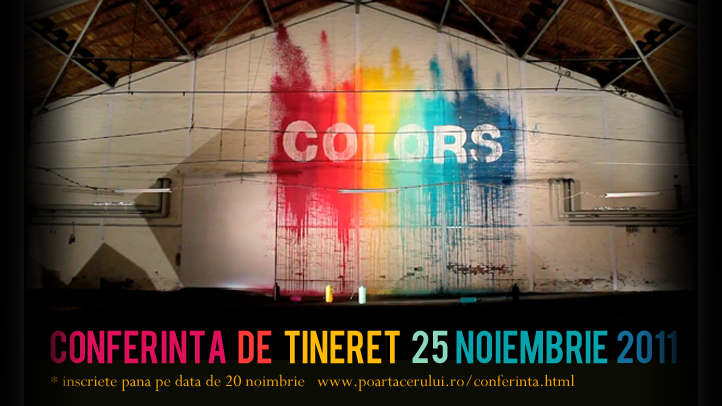 COLORS
CONFERINTA DE TINERET 25 NOIEMBRIE 2011
* inscriete pana pe data de 20 noimbrie www.poartacerului.ro/conferinta.html